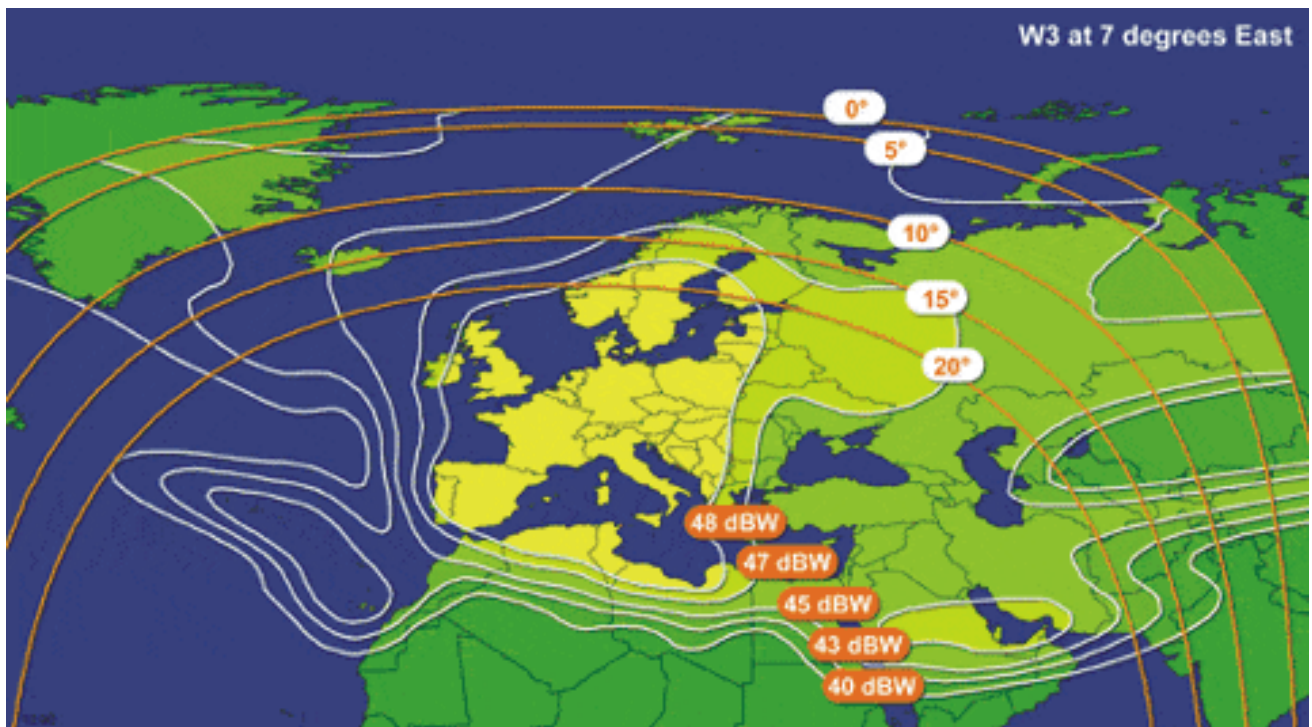 W3 at 7 degrees East
0°
5°
10°
15°
20°
48 dBW
47 dBW
45 dBW
43 dBW
40 dBW